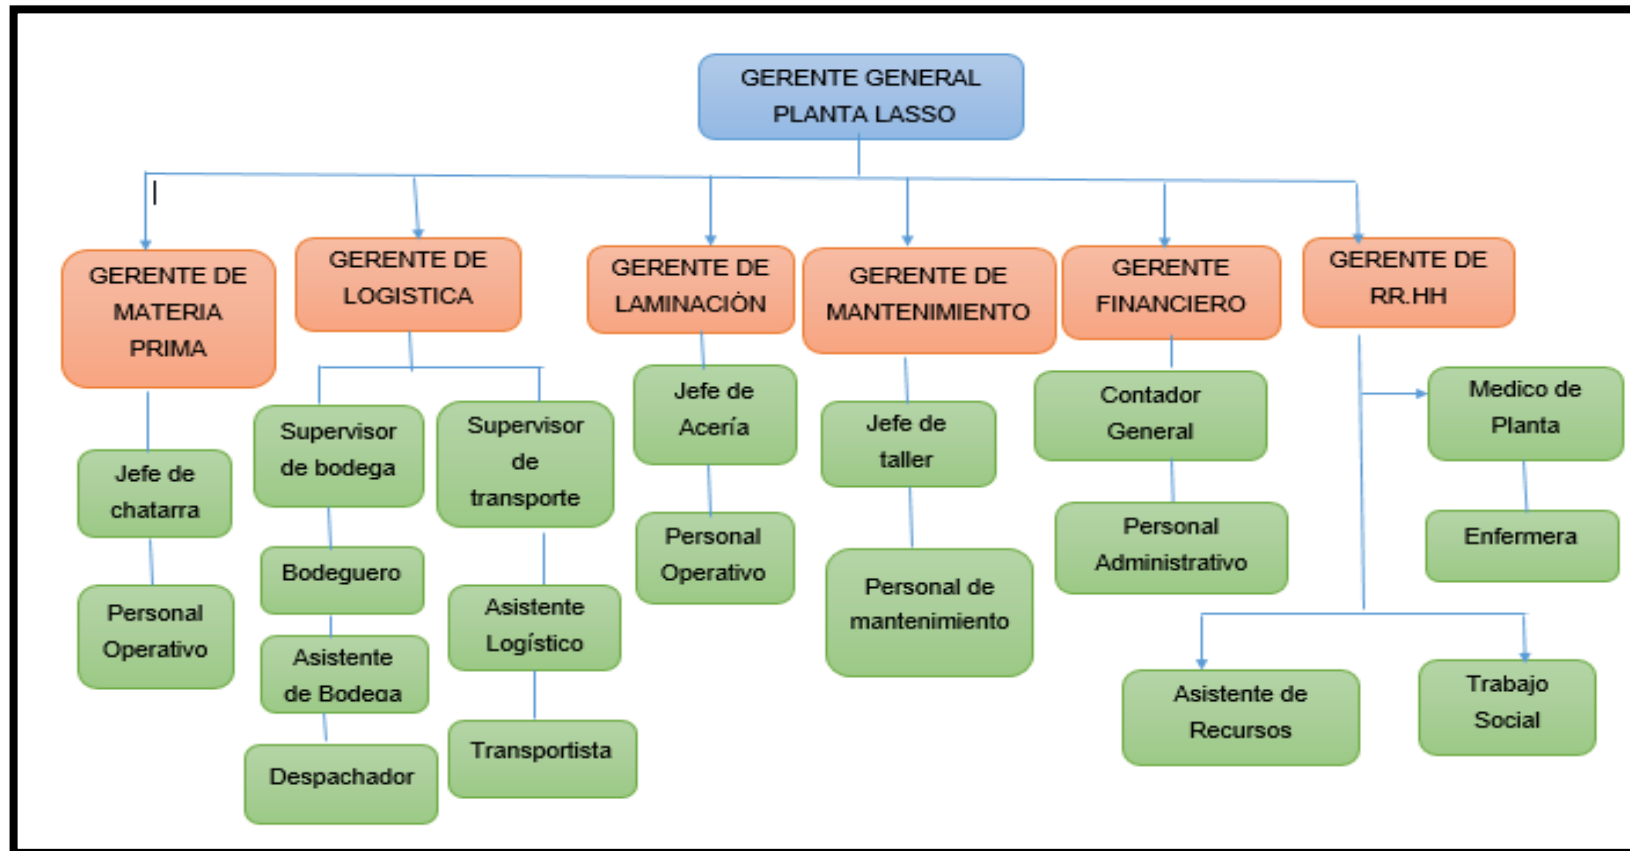 GERENTE GENERAL
PLANTA LASSO
GERENTE DE
MATERIA
PRIMA
GERENTE DE
LOGISTICA
GERENTE DE
LAMINACIÓN
GERENTE DE
MANTENIMIENTO
GERENTE
FINANCIERO
GERENTE DE
RR.HH
Jefe de
chatarra
Personal
Operativo
Supervisor
de bodega
Bodeguero
Asistente
de Bodega
Despachador
Supervisor
de
transporte
Asistente
Logístico
Transportista
Jefe de
Acería
Personal
Operativo
Jefe de
taller
Personal de
mantenimiento
Contador
General
Personal
Administrativo
Medico de
Planta
Enfermera
Asistente de
Recursos
Trabajo
Social